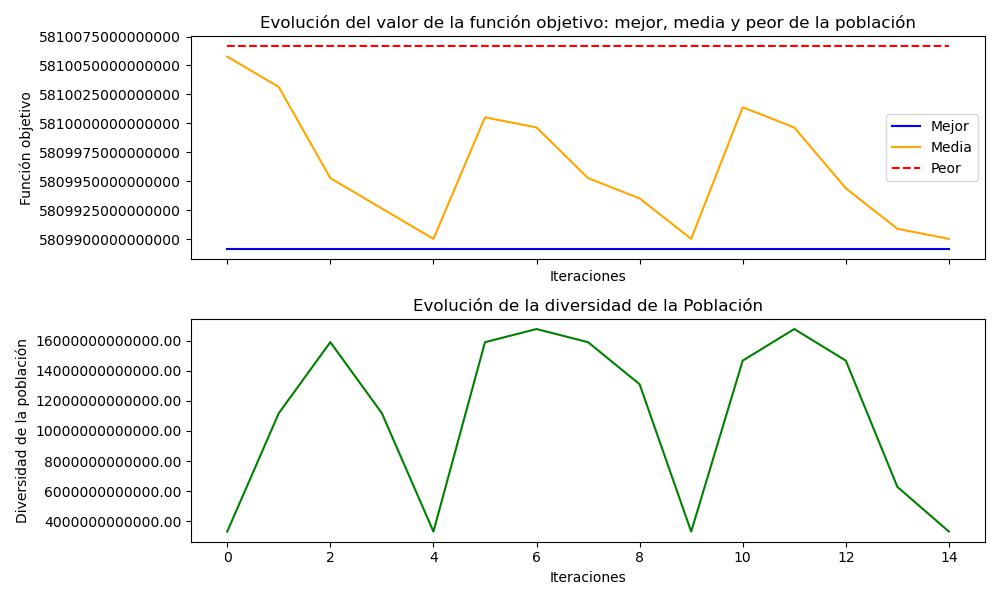 Evolución del valor de la función objetivo: mejor, media y peor de la población
5810075000000000
5810050000000000
5810025000000000
5810000000000000
5809975000000000
5809950000000000
5809925000000000
5809900000000000
Función objetivo
Mejor
Media
Peor
Iteraciones
Evolución de la diversidad de la Población
16000000000000.00
14000000000000.00
12000000000000.00
10000000000000.00
8000000000000.00
6000000000000.00
4000000000000.00
Diversidad de la población
0 2 4 6 8 10 12 14
Iteraciones